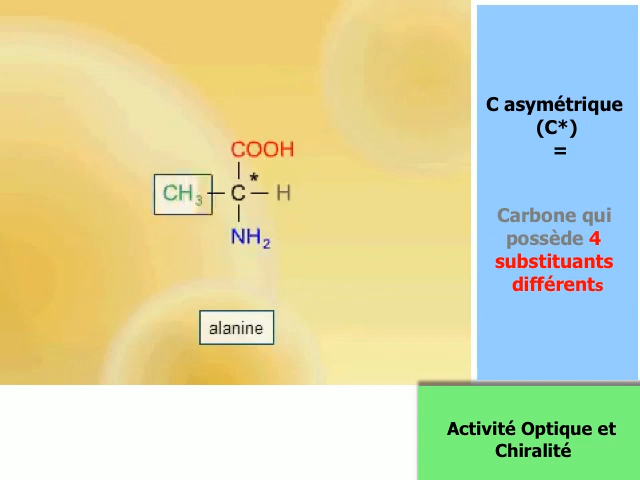 COOH
*
CH3 C H
NH2
alanine
C asymétrique
(C*)
=
Carbone qui
possède 4
substituants
différents
Activité Optique et
Chiralité